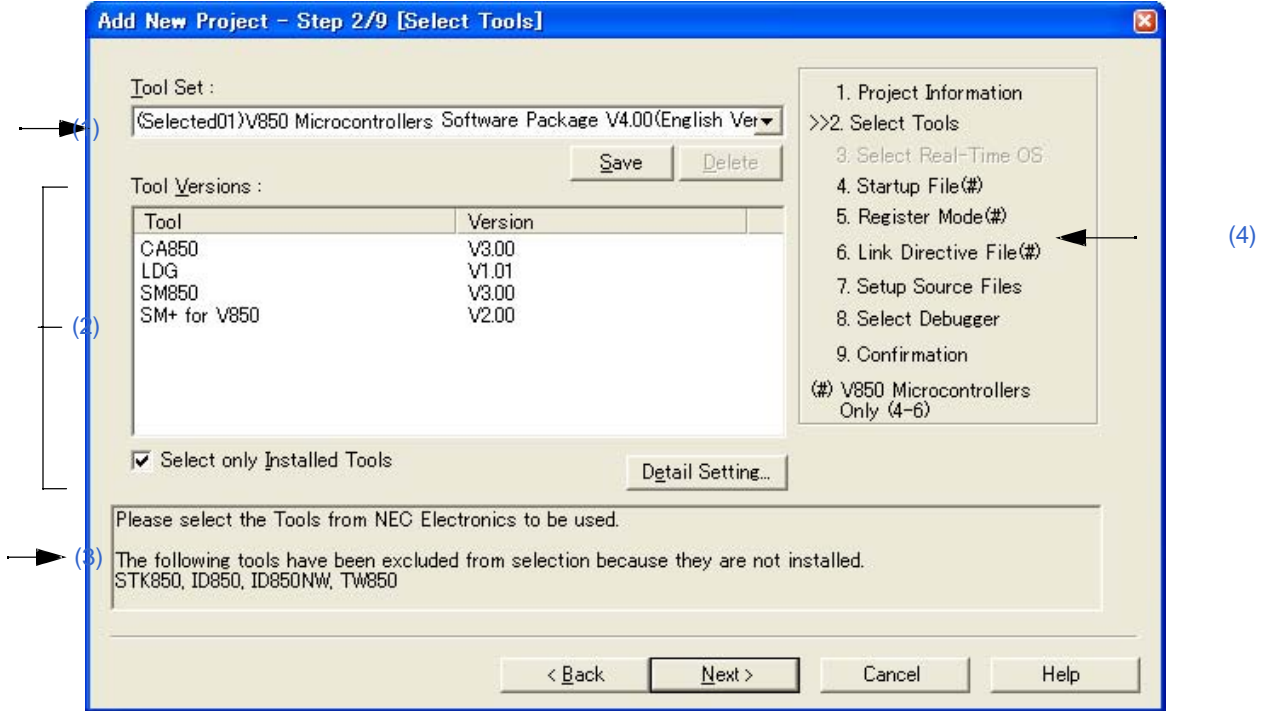 Add New Project - Step 2/9 [Select Tools]
Tool Set :
(1)
(Selected01)V850 Microcontrollers Software Package V4.00(English Ver
Save
Delete
Tool Versions :
Tool Version
CA850 V3.00
LDG V1.01
SM850 V3.00
SM+ for V850 V2.00
(2)
Select only Installed Tools
Detail Setting...
1. Project Information
>>2. Select Tools
3. Select Real-Time OS
4. Startup File(#)
5. Register Mode(#)
6. Link Directive File(#)
7. Setup Source Files
8. Select Debugger
9. Confirmation
(#) V850 Microcontrollers
Only (4-6)
(4)
Please select the Tools from NEC Electronics to be used.
(3)
The following tools have been excluded from selection because they are not installed.
STK850, ID850, ID850NW, TW850
< Back
Next >
Cancel
Help